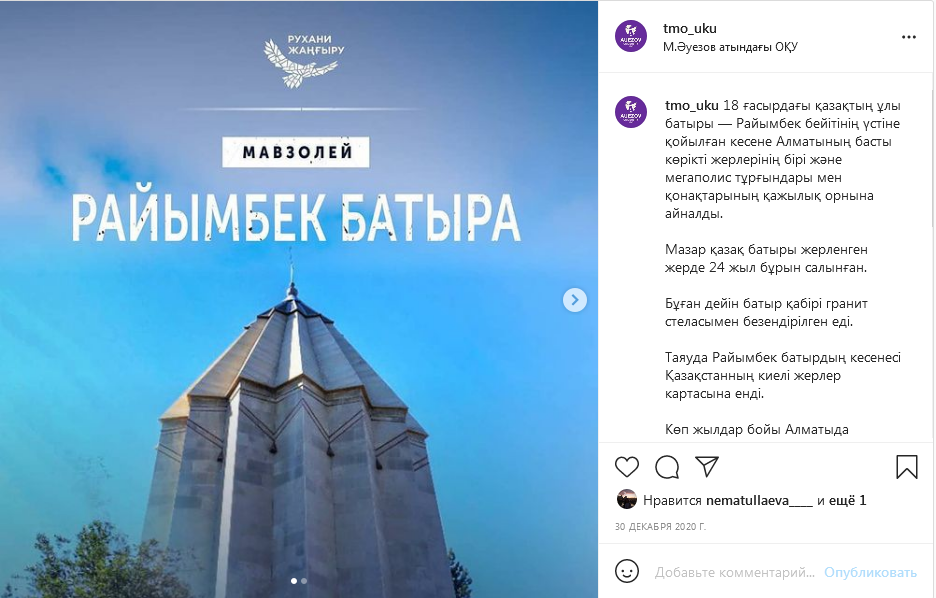 РУХАНИ
ЖАҢҒЫРУ
МАВЗОЛЕЙ
РАЙЫМБЕК БАТЫРА
AUEZOV
tmo_uku
М.Әуезов атындағы ОҚУ
AUEZOV
tmo_uku 18 ғасырдағы қазақтың ұлы
батыры — Райымбек бейітінің үстіне
қойылған кесене Алматының басты
көрікті жерлерінің бірі және
мегаполис тұрғындары мен
қонақтарының қажылық орнына
айналды.
Мазар қазақ батыры жерленген
жерде 24 жыл бұрын салынған.
Бұған дейін батыр қабірі гранит
стеласымен безендірілген еді.
Таяуда Райымбек батырдың кесенесі
Қазақстанның киелі жерлер
картасына енді.
Көп жылдар бойы Алматыда
Нравится nematullaeva____ и ещё 1
30 ДЕКАБРЯ 2020 Г.
Добавьте комментарий... Опубликовать